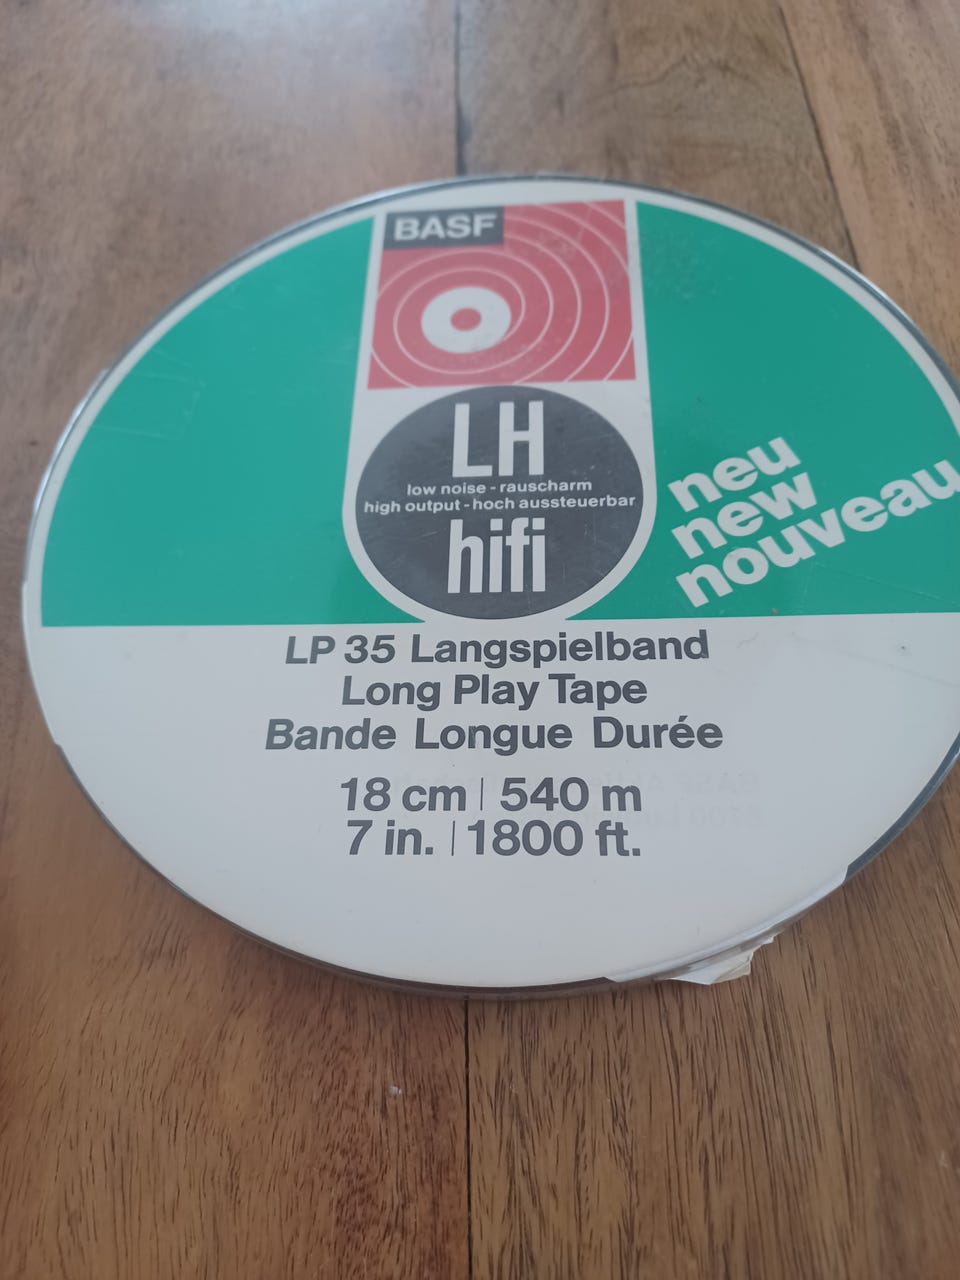 BASF
LH
low noise - rauscharm
high output - hoch aussteuerbar
hifi
neu
new
nouveau
LP 35 Langspielband
Long Play Tape
Bande Longue Durée
18 cm | 540 m
7 in. | 1800 ft.